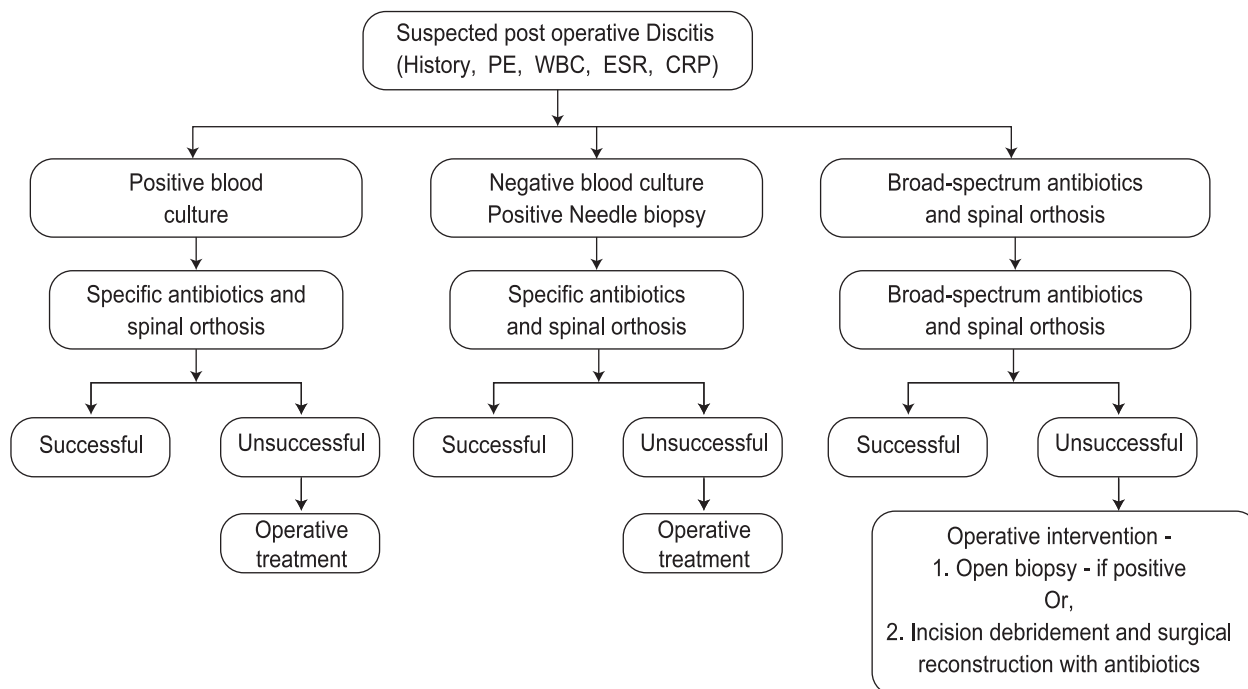 Suspected post operative Discitis
(History, PE, WBC, ESR, CRP)
Positive blood
culture
Negative blood culture
Positive Needle biopsy
Broad-spectrum antibiotics
and spinal orthosis
Specific antibiotics and
spinal orthosis
Specific antibiotics
and spinal orthosis
Broad-spectrum antibiotics
and spinal orthosis
Successful
Unsuccessful
Successful
Unsuccessful
Successful
Unsuccessful
Operative
treatment
Operative
treatment
Operative intervention -
1. Open biopsy - if positive
Or,
2. Incision debridement and surgical
reconstruction with antibiotics